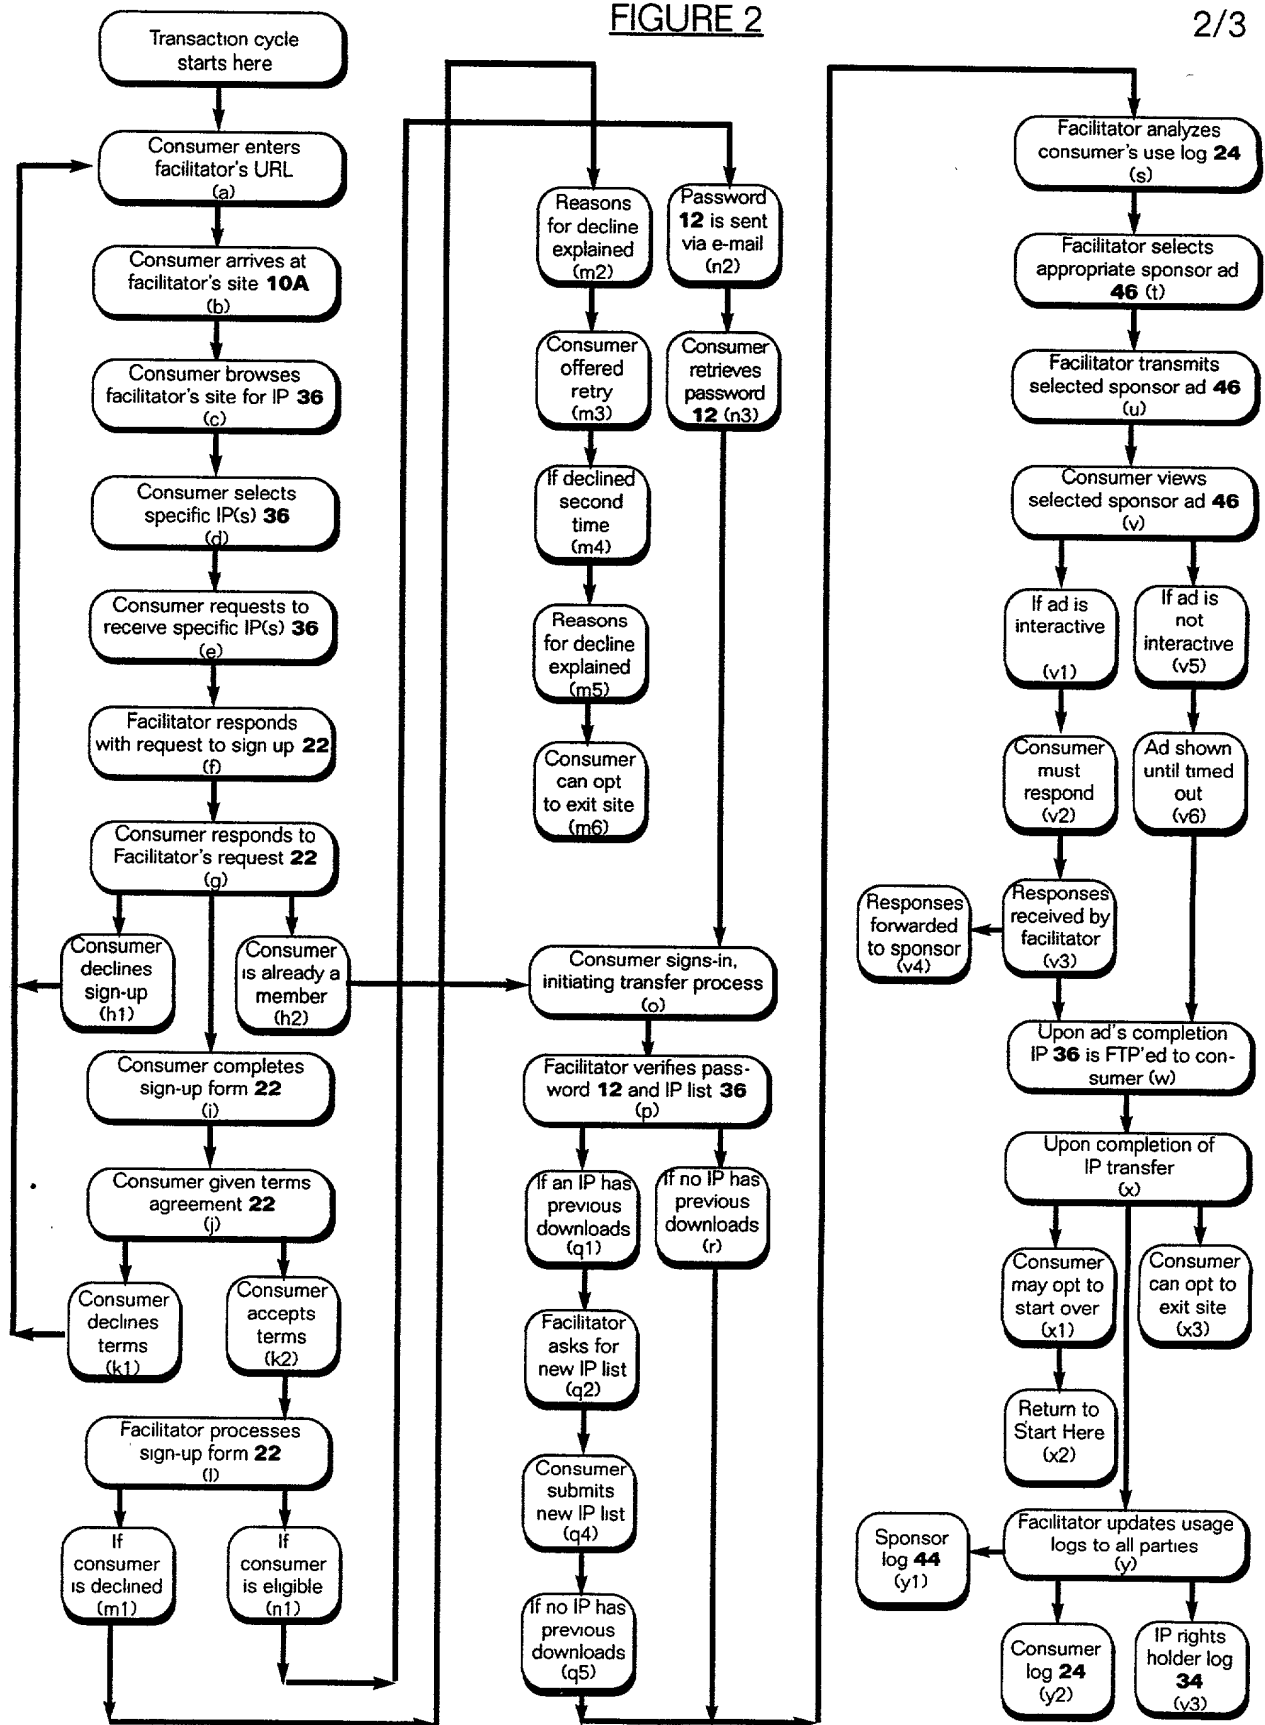 FIGURE 2
2/3
Transaction cycle
starts here
Consumer enters
facilitator's URL
(a)
Consumer arrives at
facilitator's site 10A
(b)
Consumer browses
facilitator's site for IP 36
(c)
Consumer selects
specific IP(s) 36
(d)
Consumer requests to
receive specific IP(s) 36
(e)
Facilitator responds
with request to sign up 22
(f)
Consumer responds to
Facilitator's request 22
(g)
Consumer
declines
sign-up
(h1)
Consumer
is already a
member
(h2)
Consumer completes
sign-up form 22
(i)
Consumer given terms
agreement 22
(j)
Consumer
declines
terms
(k1)
Consumer
accepts
terms
(k2)
Facilitator processes
sign-up form 22
(l)
If
consumer
is declined
(m1)
If
consumer
is eligible
(n1)
Reasons
for decline
explained
(m2)
Consumer
offered
retry
(m3)
If declined
second
time
(m4)
Reasons
for decline
explained
(m5)
Consumer
can opt
to exit site
(m6)
Password
12 is sent
via e-mail
(n2)
Consumer
retrieves
password
12 (n3)
Consumer signs-in,
initiating transfer process
(o)
Facilitator verifies pass-
word 12 and IP list 36
(p)
If an IP has
previous
downloads
(q1)
If no IP has
previous
downloads
(r)
Facilitator
asks for
new IP list
(q2)
Consumer
submits
new IP list
(q4)
If no IP has
previous
downloads
(q5)
Facilitator analyzes
consumer's use log 24
(s)
Facilitator selects
appropriate sponsor ad
46 (t)
Facilitator transmits
selected sponsor ad 46
(u)
Consumer views
selected sponsor ad 46
(v)
If ad is
interactive
(v1)
If ad is
not
interactive
(v5)
Consumer
must
respond
(v2)
Ad shown
until timed
out
(v6)
Responses
received by
facilitator
(v3)
Responses
forwarded
to sponsor
(v4)
Upon ad's completion
IP 36 is FTP'ed to con-
sumer (w)
Upon completion of
IP transfer
(x)
Consumer
may opt to
start over
(x1)
Consumer
can opt to
exit site
(x3)
Return to
Start Here
(x2)
Facilitator updates usage
logs to all parties
(y)
Sponsor
log 44
(y1)
Consumer
log 24
(y2)
IP rights
holder log
34
(y3)